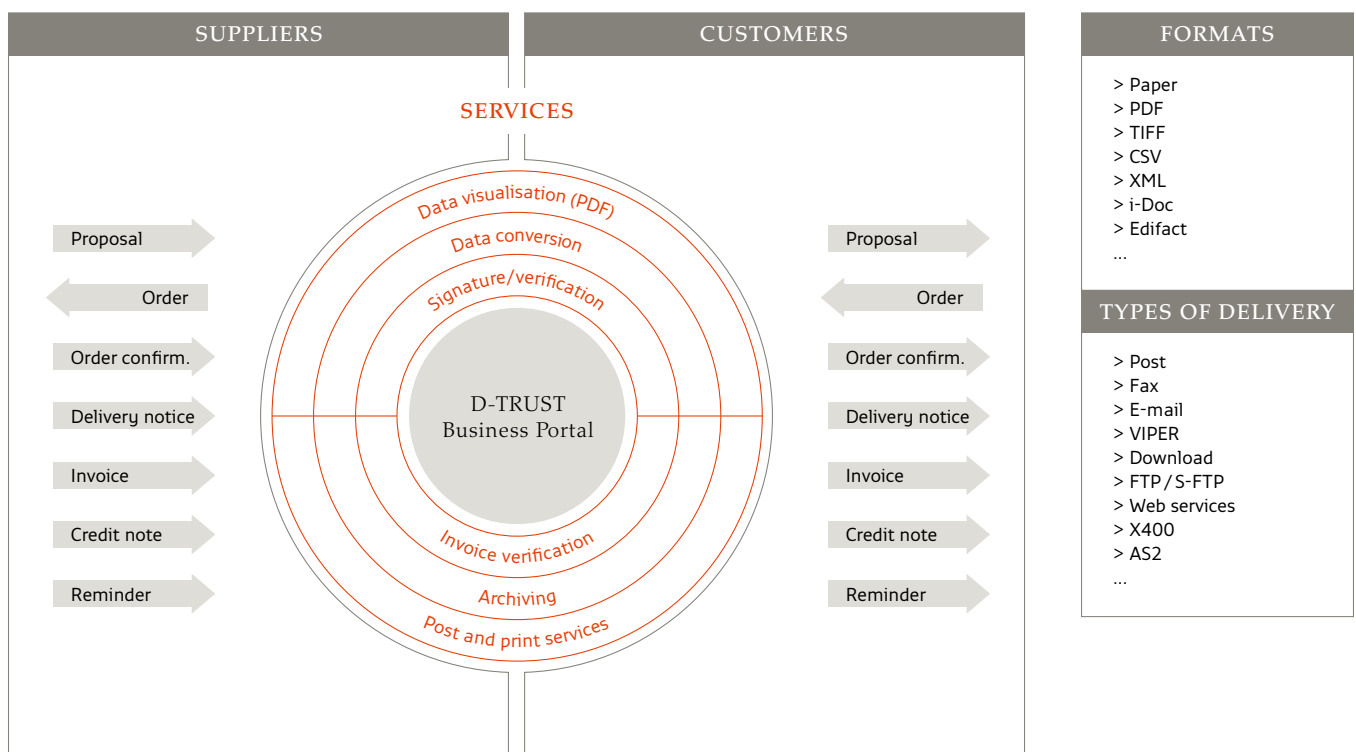 SUPPLIERS
CUSTOMERS
SERVICES
Data visualisation (PDF)
Data conversion
Signature/verification
D-TRUST
Business Portal
Invoice verification
Archiving
Post and print services
Proposal
Order
Order confirm.
Delivery notice
Invoice
Credit note
Reminder
Proposal
Order
Order confirm.
Delivery notice
Invoice
Credit note
Reminder
FORMATS
> Paper
> PDF
> TIFF
> CSV
> XML
> i-Doc
> Edifact
...
TYPES OF DELIVERY
> Post
> Fax
> E-mail
> VIPER
> Download
> FTP / S-FTP
> Web services
> X400
> AS2
...